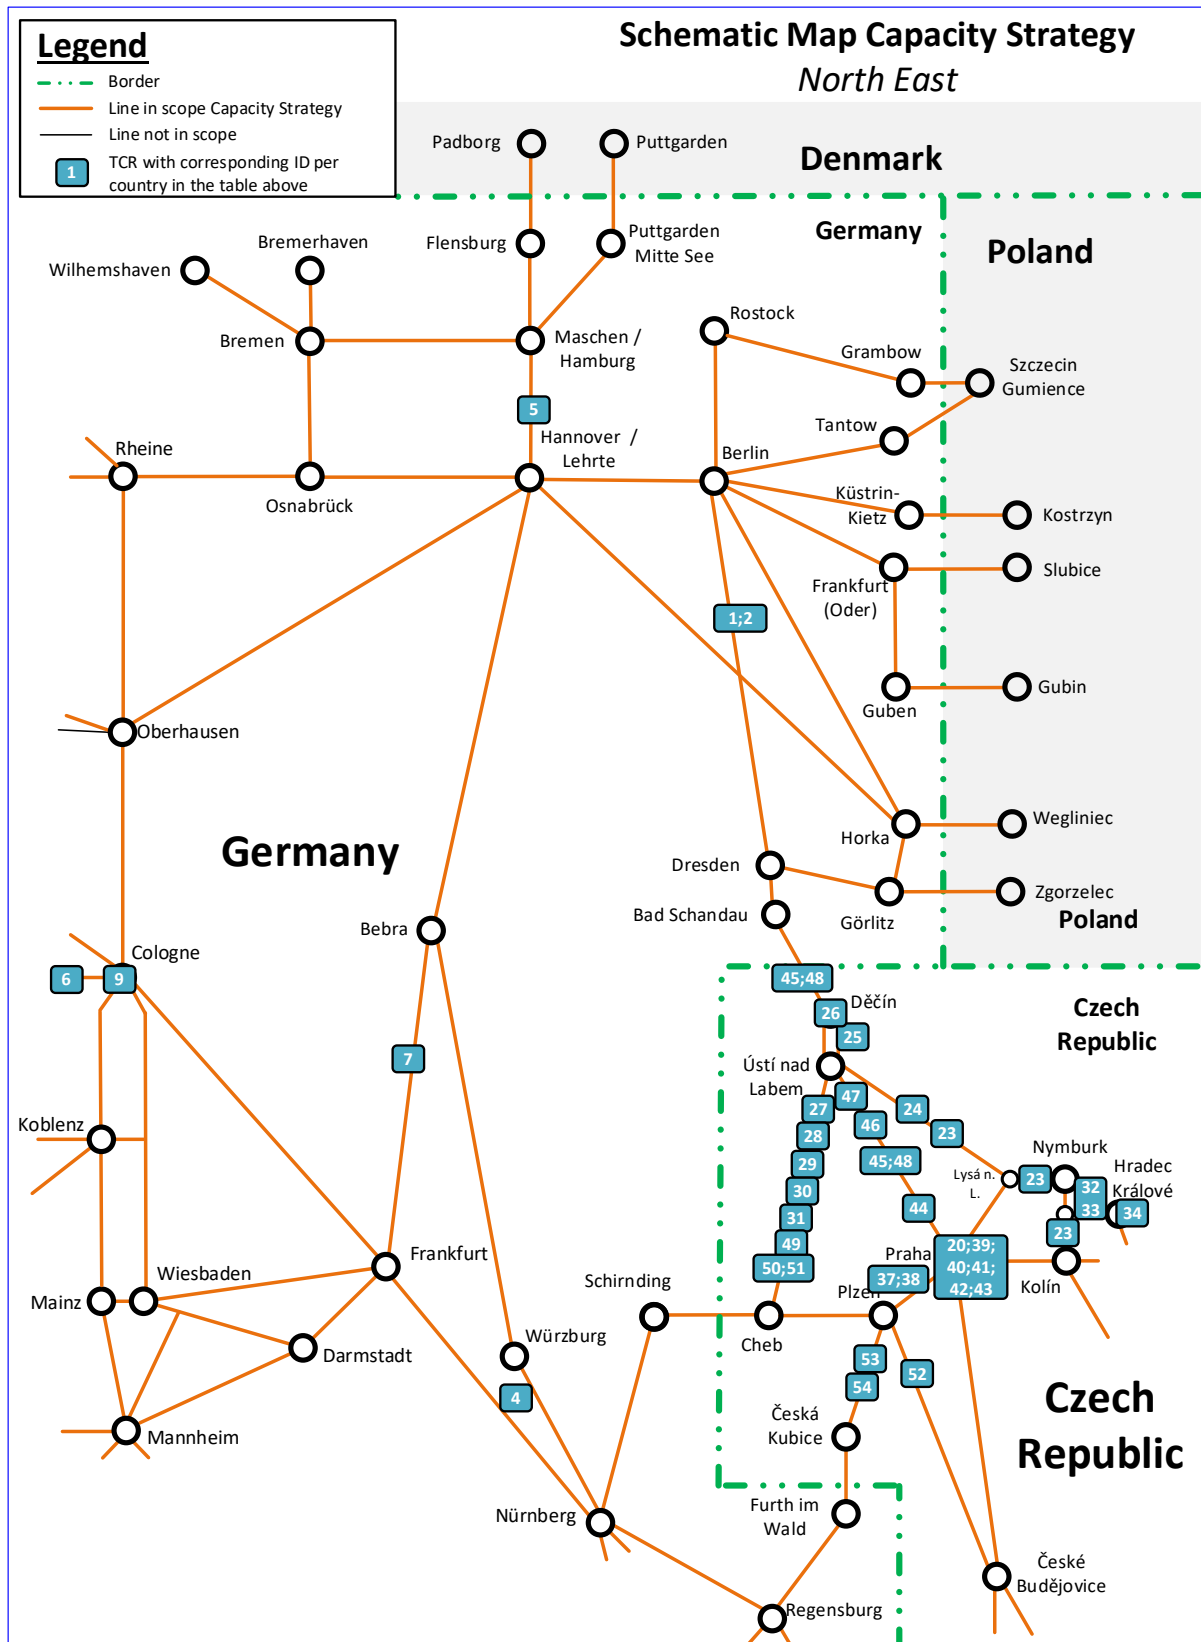 Legend
Border
Line in scope Capacity Strategy
Line not in scope
1
TCR with corresponding ID per
country in the table above
Schematic Map Capacity Strategy
North East
Padborg
Puttgarden
Denmark
Germany
Poland
Bremerhaven
Wilhemshaven
Flensburg
Puttgarden
Mitte See
Bremen
Maschen /
Hamburg
Rostock
Grambow
Szczecin
Gumience
5
Tantow
Rheine
Hannover /
Lehrte
Berlin
Osnabrück
Küstrin-
Kietz
Kostrzyn
Frankfurt
(Oder)
Slubice
1;2
Guben
Gubin
Oberhausen
Germany
Horka
Wegliniec
Dresden
Görlitz
Zgorzelec
Bad Schandau
Poland
Bebra
Cologne
6
9
45;48
Děčín
26
25
Czech
Republic
7
Ústí nad
Labem
47
27
24
46
28
23
Koblenz
29
45;48
Nymburk
Hradec
Králové
Lysá n.
L.
23
32
33
34
30
44
31
23
49
Praha
20;39;
40;41;
42;43
50;51
37;38
Kolín
Frankfurt
Wiesbaden
Schirnding
Mainz
Plzeň
Cheb
Darmstadt
Würzburg
53
52
54
4
Česká
Kubice
Czech
Republic
Mannheim
Nürnberg
Furth im
Wald
České
Budějovice
Regensburg